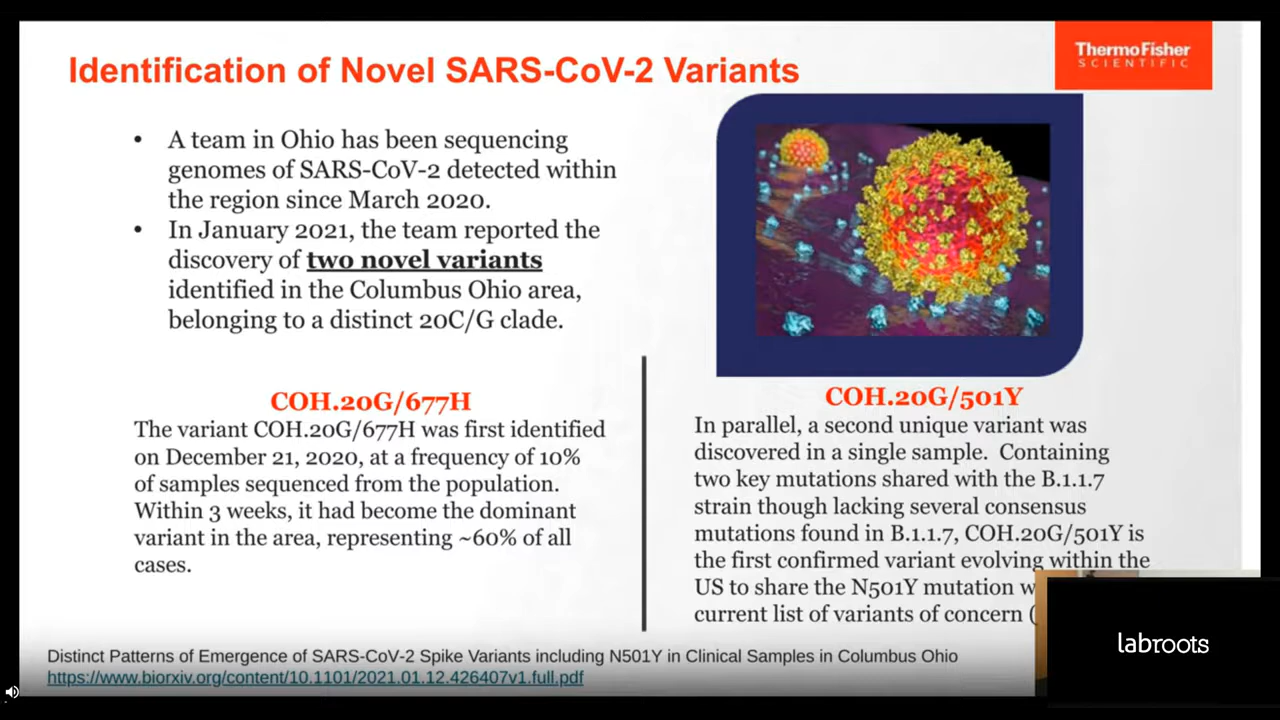 Identification of Novel SARS-CoV-2 Variants
ThermoFisher
SCIENTIFIC
• A team in Ohio has been sequencing
genomes of SARS-CoV-2 detected within
the region since March 2020.
• In January 2021, the team reported the
discovery of two novel variants
identified in the Columbus Ohio area,
belonging to a distinct 20C/G clade.
COH.20G/677H
The variant COH.20G/677H was first identified
on December 21, 2020, at a frequency of 10%
of samples sequenced from the population.
Within 3 weeks, it had become the dominant
variant in the area, representing ~60% of all
cases.
COH.20G/501Y
In parallel, a second unique variant was
discovered in a single sample. Containing
two key mutations shared with the B.1.1.7
strain though lacking several consensus
mutations found in B.1.1.7, COH.20G/501Y is
the first confirmed variant evolving within the
US to share the N501Y mutation
current list of variants of concern (
Distinct Patterns of Emergence of SARS-CoV-2 Spike Variants including N501Y in Clinical Samples in Columbus Ohio
https://www.biorxiv.org/content/10.1101/2021.01.12.426407v1.full.pdf
labroots